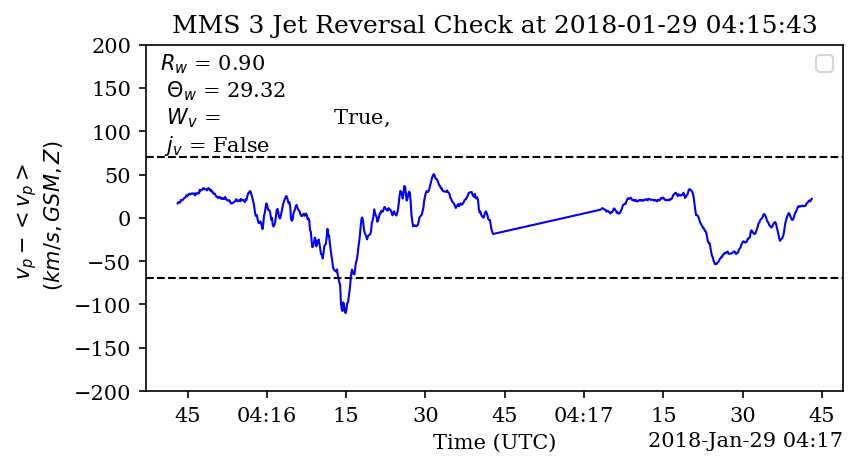 MMS 3 Jet Reversal Check at 2018-01-29 04:15:43
200
150
100
50
0
−50
−100
−150
−200
v_p − < v_p >
(km/s, GSM, Z)
R_w = 0.90
Θ_w = 29.32
W_v = True,
j_v = False
45 04:16 15 30 45 04:17 15 30 45
Time (UTC)
2018-Jan-29 04:17